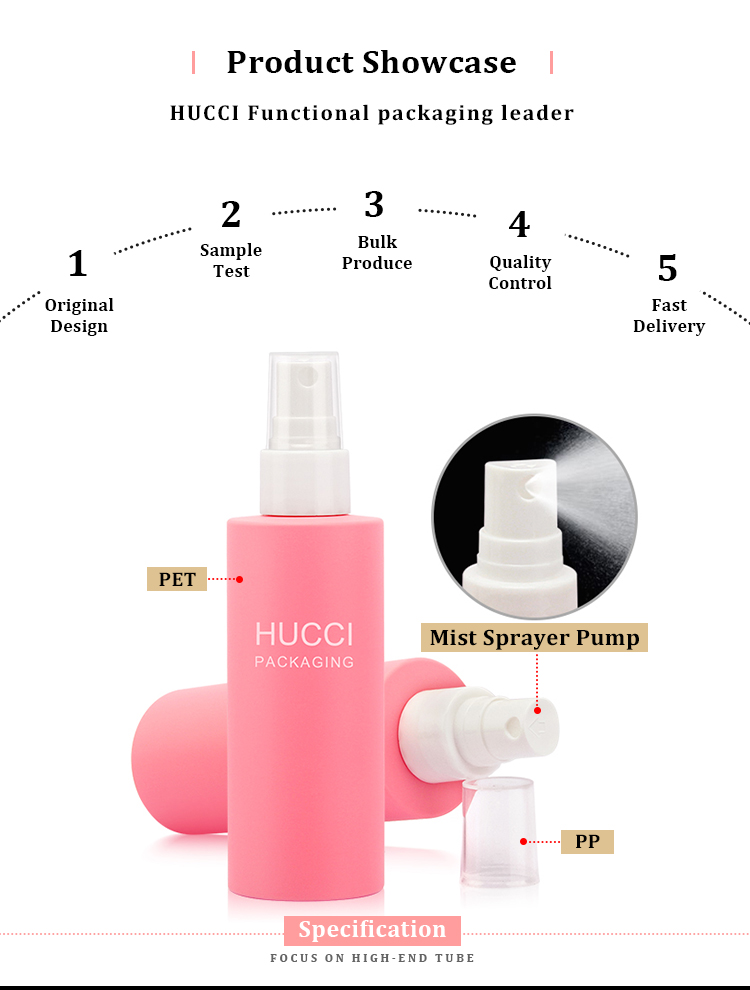 Product Showcase
HUCCI Functional packaging leader
1
Original
Design
2
Sample
Test
3
Bulk
Produce
4
Quality
Control
5
Fast
Delivery
PET
HUCCI
PACKAGING
Mist Sprayer Pump
PP
Specification
FOCUS ON HIGH-END TUBE